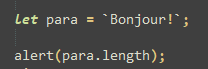 let para = `Bonjour!`;
alert(para.length);